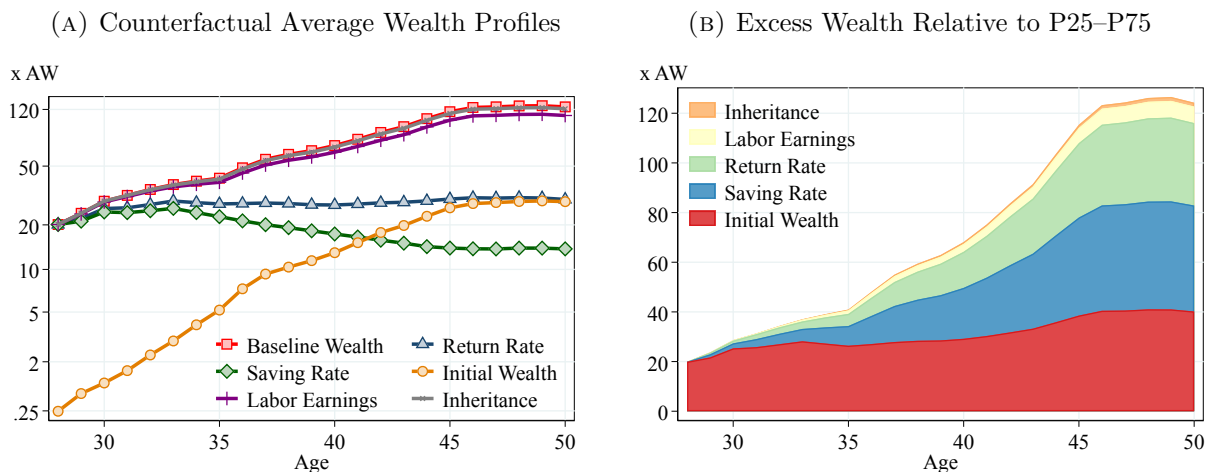 (A) Counterfactual Average Wealth Profiles
x AW
120
50
20
10
5
2
.25
Baseline Wealth
Return Rate
Saving Rate
Initial Wealth
Labor Earnings
Inheritance
30
35
40
45
50
Age
(B) Excess Wealth Relative to P25–P75
x AW
120
100
80
60
40
20
0
Inheritance
Labor Earnings
Return Rate
Saving Rate
Initial Wealth
30
35
40
45
50
Age